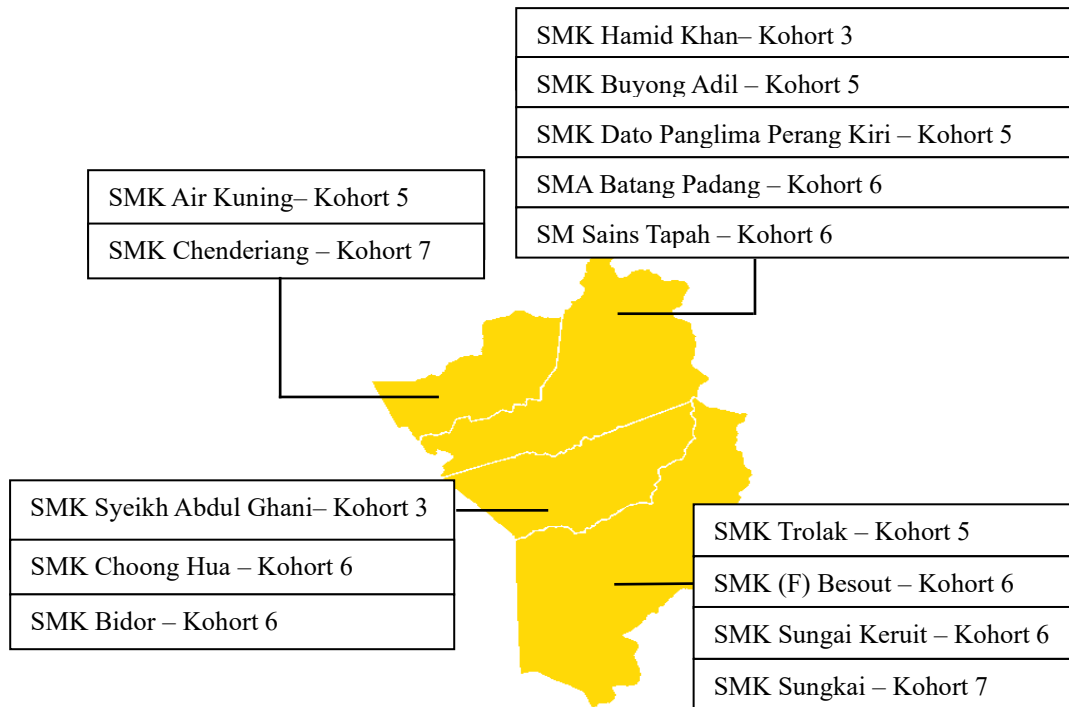 SMK Hamid Khan– Kohort 3
SMK Buyong Adil – Kohort 5
SMK Dato Panglima Perang Kiri – Kohort 5
SMA Batang Padang – Kohort 6
SM Sains Tapah – Kohort 6
SMK Air Kuning– Kohort 5
SMK Chenderiang – Kohort 7
SMK Syeikh Abdul Ghani– Kohort 3
SMK Choong Hua – Kohort 6
SMK Bidor – Kohort 6
SMK Trolak – Kohort 5
SMK (F) Besout – Kohort 6
SMK Sungai Keruit – Kohort 6
SMK Sungkai – Kohort 7